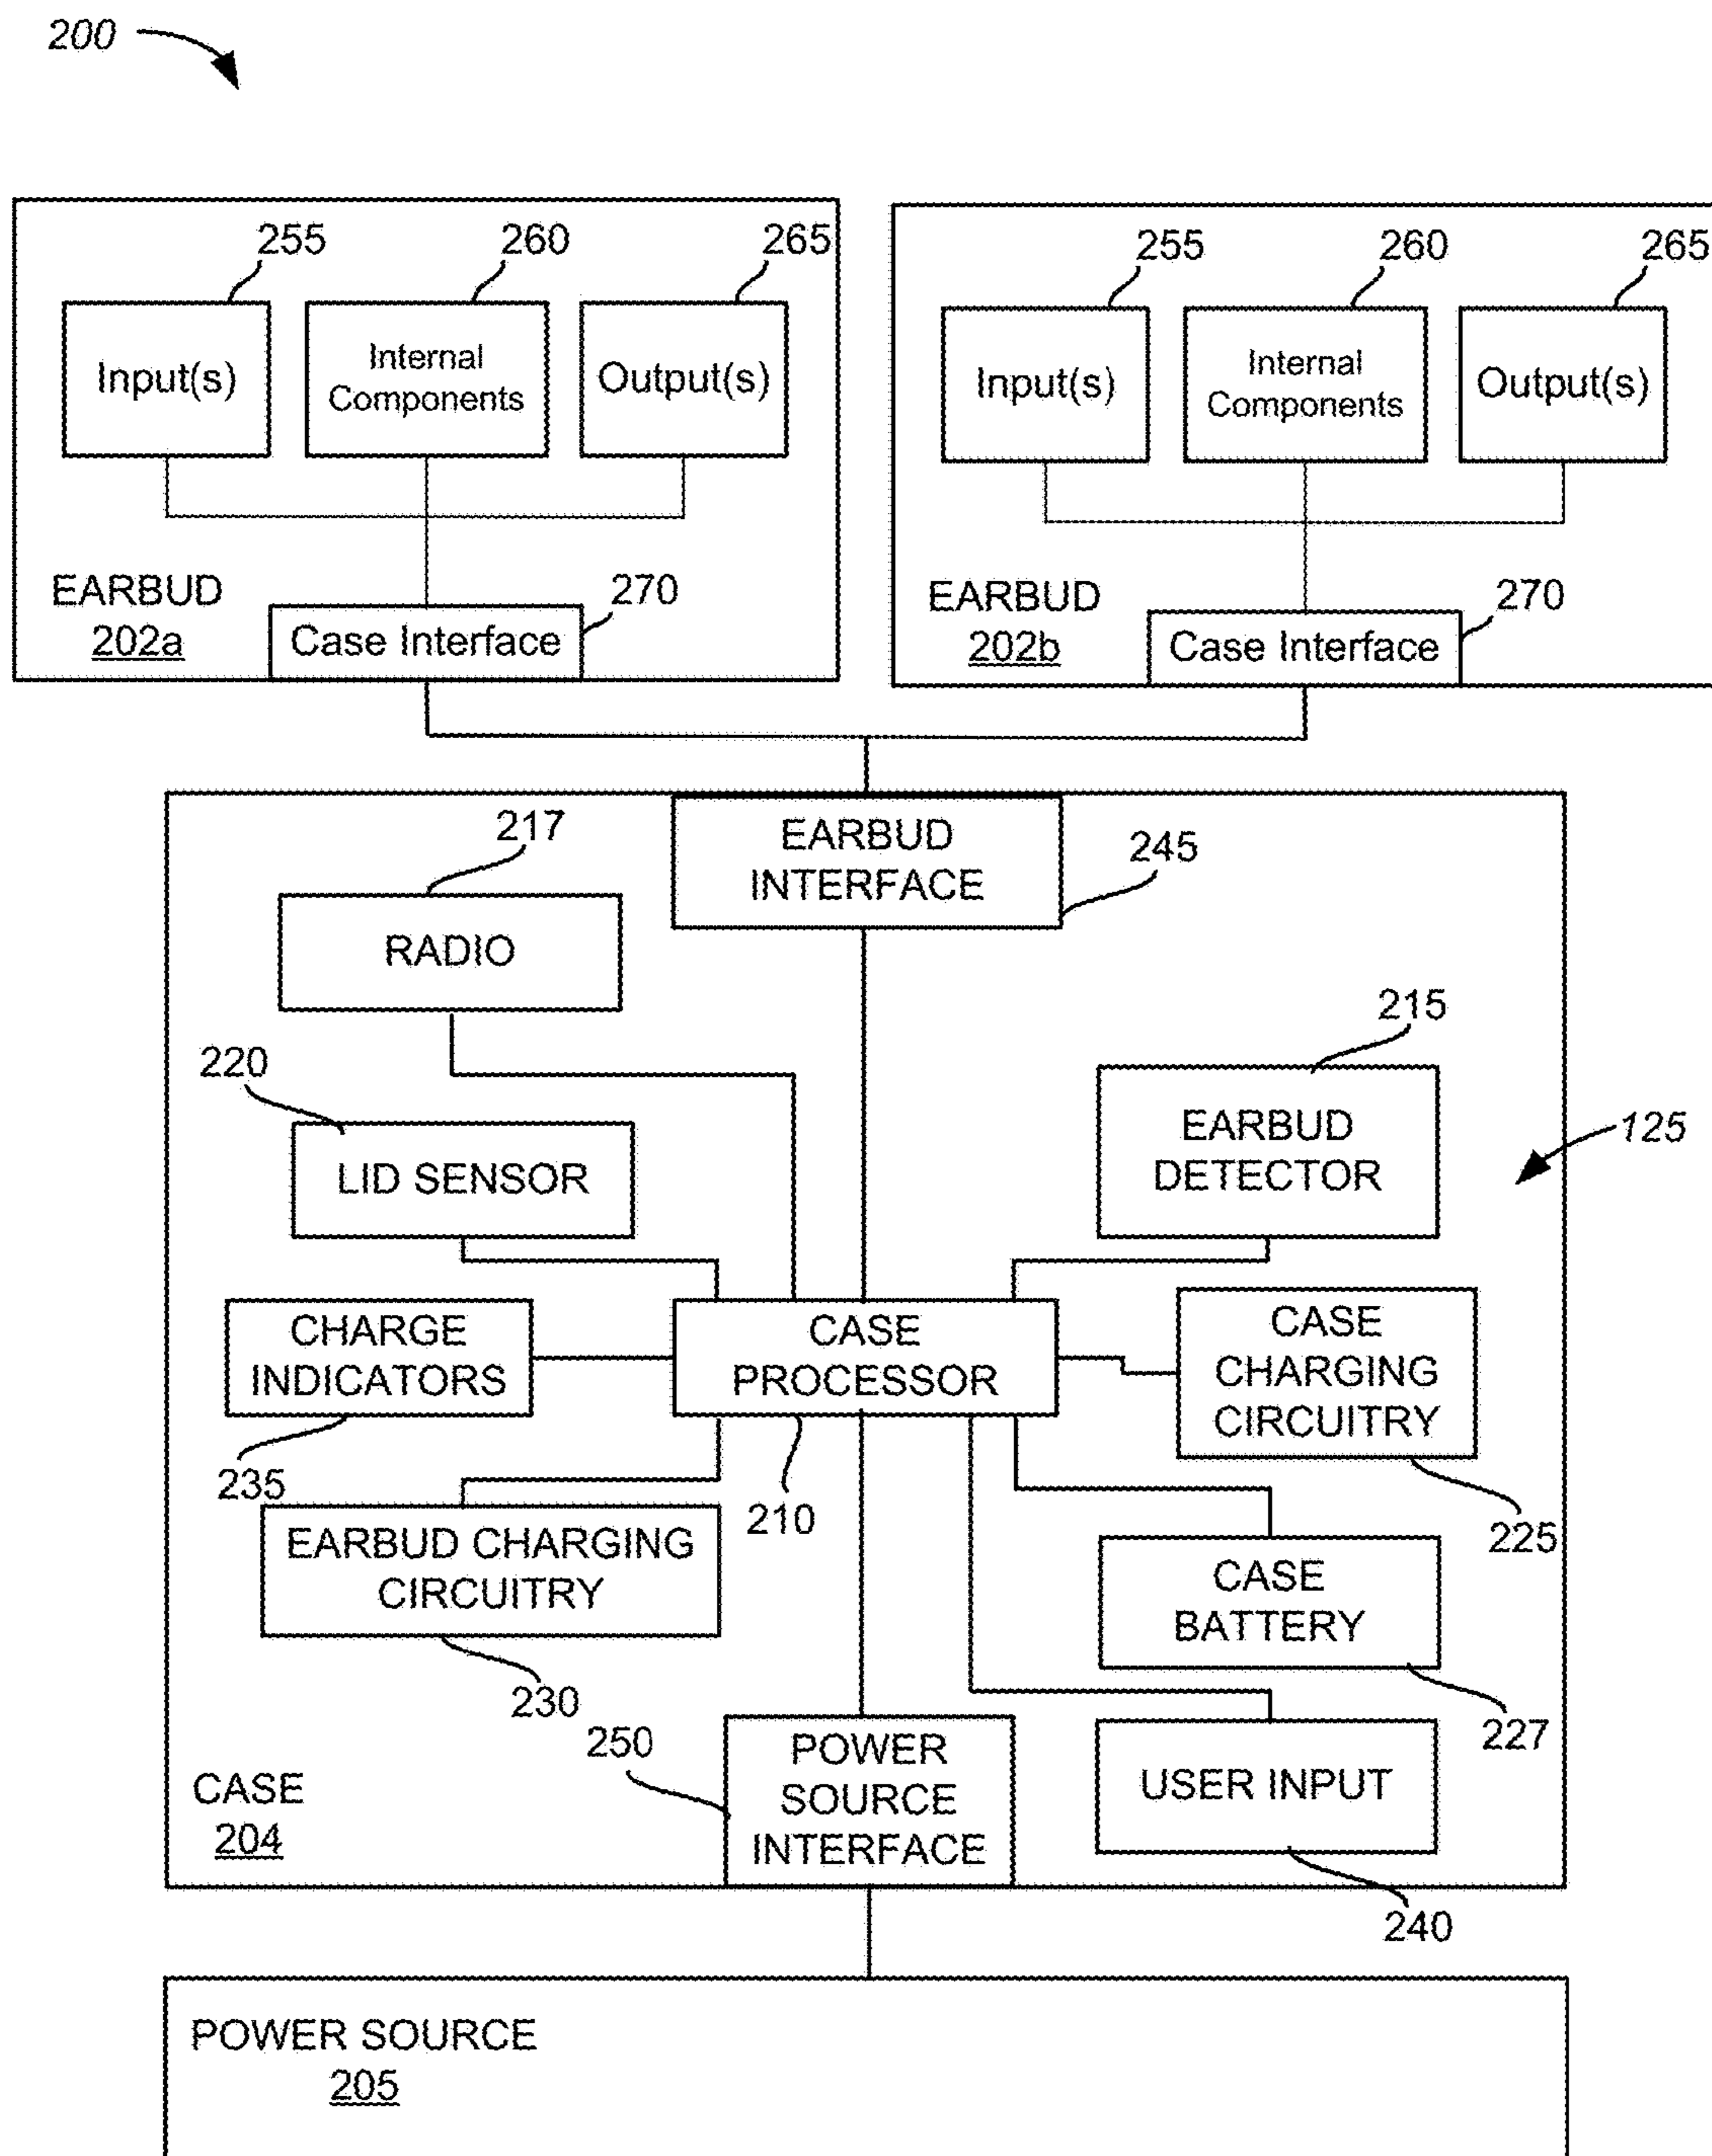 200
255
260
265
Input(s)
Internal
Components
Output(s)
EARBUD
202a
Case Interface
270
255
260
265
Input(s)
Internal
Components
Output(s)
EARBUD
202b
Case Interface
270
217
EARBUD
INTERFACE
245
RADIO
215
220
EARBUD
DETECTOR
125
LID SENSOR
CHARGE
INDICATORS
CASE
PROCESSOR
CASE
CHARGING
CIRCUITRY
235
210
225
EARBUD CHARGING
CIRCUITRY
CASE
BATTERY
230
227
250
POWER
SOURCE
INTERFACE
USER INPUT
CASE
204
240
POWER SOURCE
205